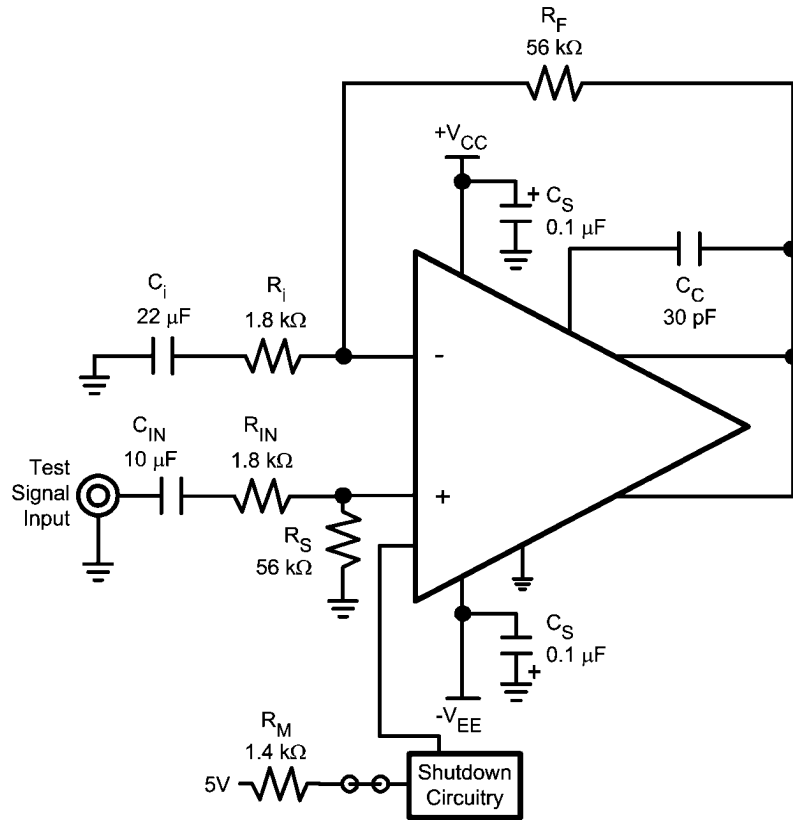 RF
56 kΩ
+VCC
+ CS
0.1 μF
CC
30 pF
Ci
22 μF
Ri
1.8 kΩ
-
CIN
10 μF
RIN
1.8 kΩ
Test
Signal
Input
+
RS
56 kΩ
CS
0.1 μF
+
-VEE
RM
1.4 kΩ
5V
Shutdown
Circuitry